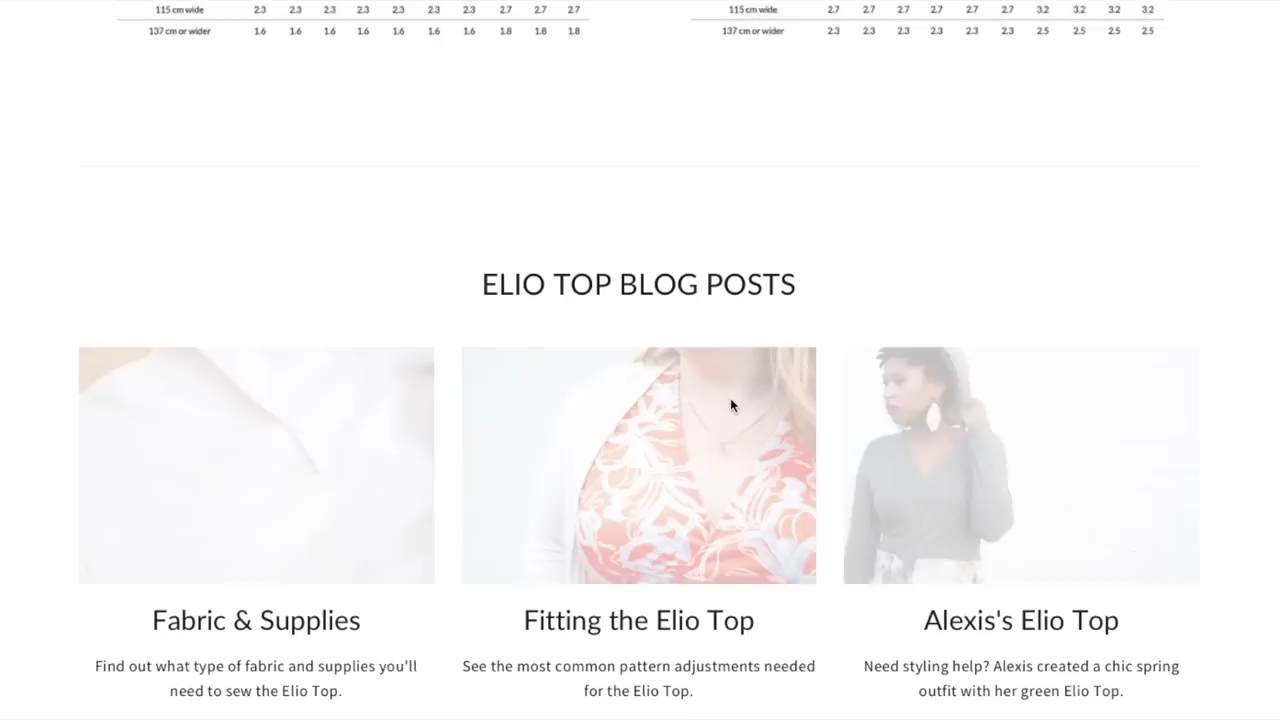 115 cm wide 2.3 2.3 2.3 2.3 2.3 2.3 2.3 2.7 2.7 2.7
137 cm or wider 1.6 1.6 1.6 1.6 1.6 1.6 1.6 1.8 1.8 1.8
115 cm wide 2.7 2.7 2.7 2.7 2.7 2.7 3.2 3.2 3.2 3.2
137 cm or wider 2.3 2.3 2.3 2.3 2.3 2.3 2.5 2.5 2.5 2.5
ELIO TOP BLOG POSTS
Fabric & Supplies
Find out what type of fabric and supplies you'll
need to sew the Elio Top.
Fitting the Elio Top
See the most common pattern adjustments needed
for the Elio Top.
Alexis's Elio Top
Need styling help? Alexis created a chic spring
outfit with her green Elio Top.